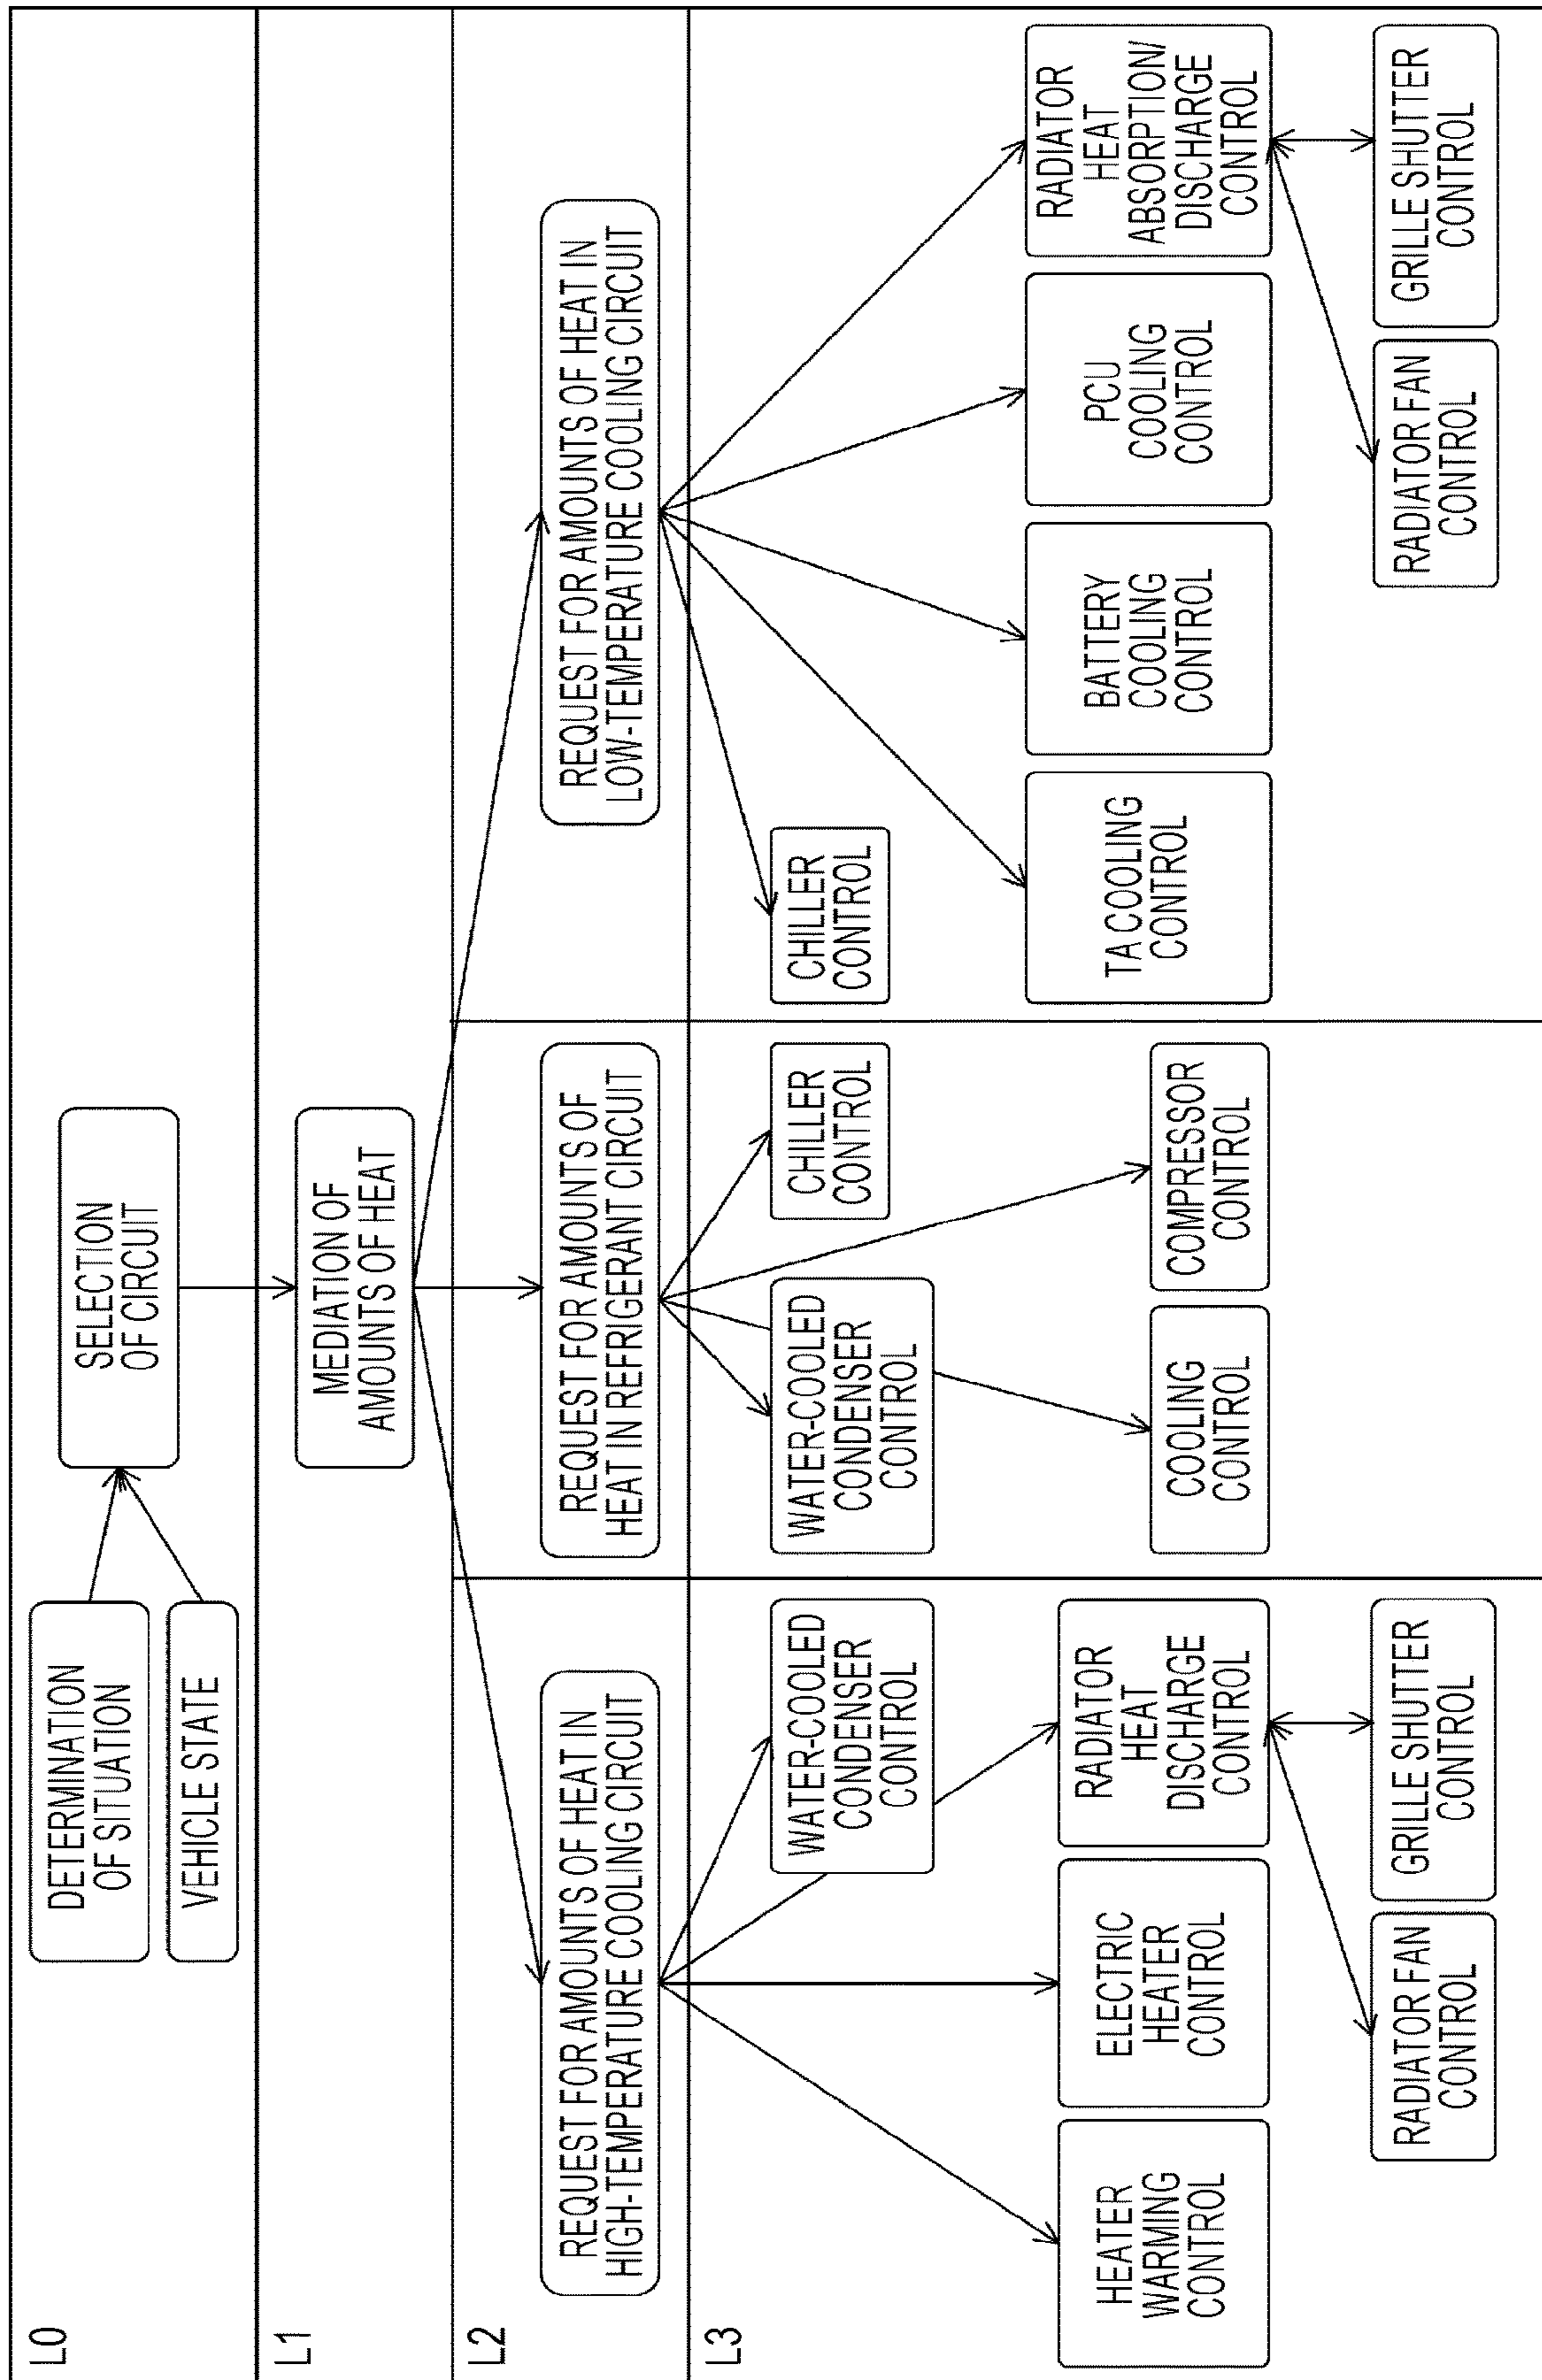 L0
DETERMINATION
OF SITUATION
VEHICLE STATE
SELECTION
OF CIRCUIT
L1
MEDIATION OF
AMOUNTS OF HEAT
L2
REQUEST FOR AMOUNTS OF HEAT IN
HIGH-TEMPERATURE COOLING CIRCUIT
REQUEST FOR AMOUNTS OF
HEAT IN REFRIGERANT CIRCUIT
REQUEST FOR AMOUNTS OF HEAT IN
LOW-TEMPERATURE COOLING CIRCUIT
L3
WATER-COOLED
CONDENSER
CONTROL
HEATER
WARMING
CONTROL
ELECTRIC
HEATER
CONTROL
RADIATOR
HEAT
DISCHARGE
CONTROL
RADIATOR FAN
CONTROL
GRILLE SHUTTER
CONTROL
WATER-COOLED
CONDENSER
CONTROL
CHILLER
CONTROL
COOLING
CONTROL
COMPRESSOR
CONTROL
CHILLER
CONTROL
TA COOLING
CONTROL
BATTERY
COOLING
CONTROL
PCU
COOLING
CONTROL
RADIATOR
HEAT
ABSORPTION/
DISCHARGE
CONTROL
RADIATOR FAN
CONTROL
GRILLE SHUTTER
CONTROL